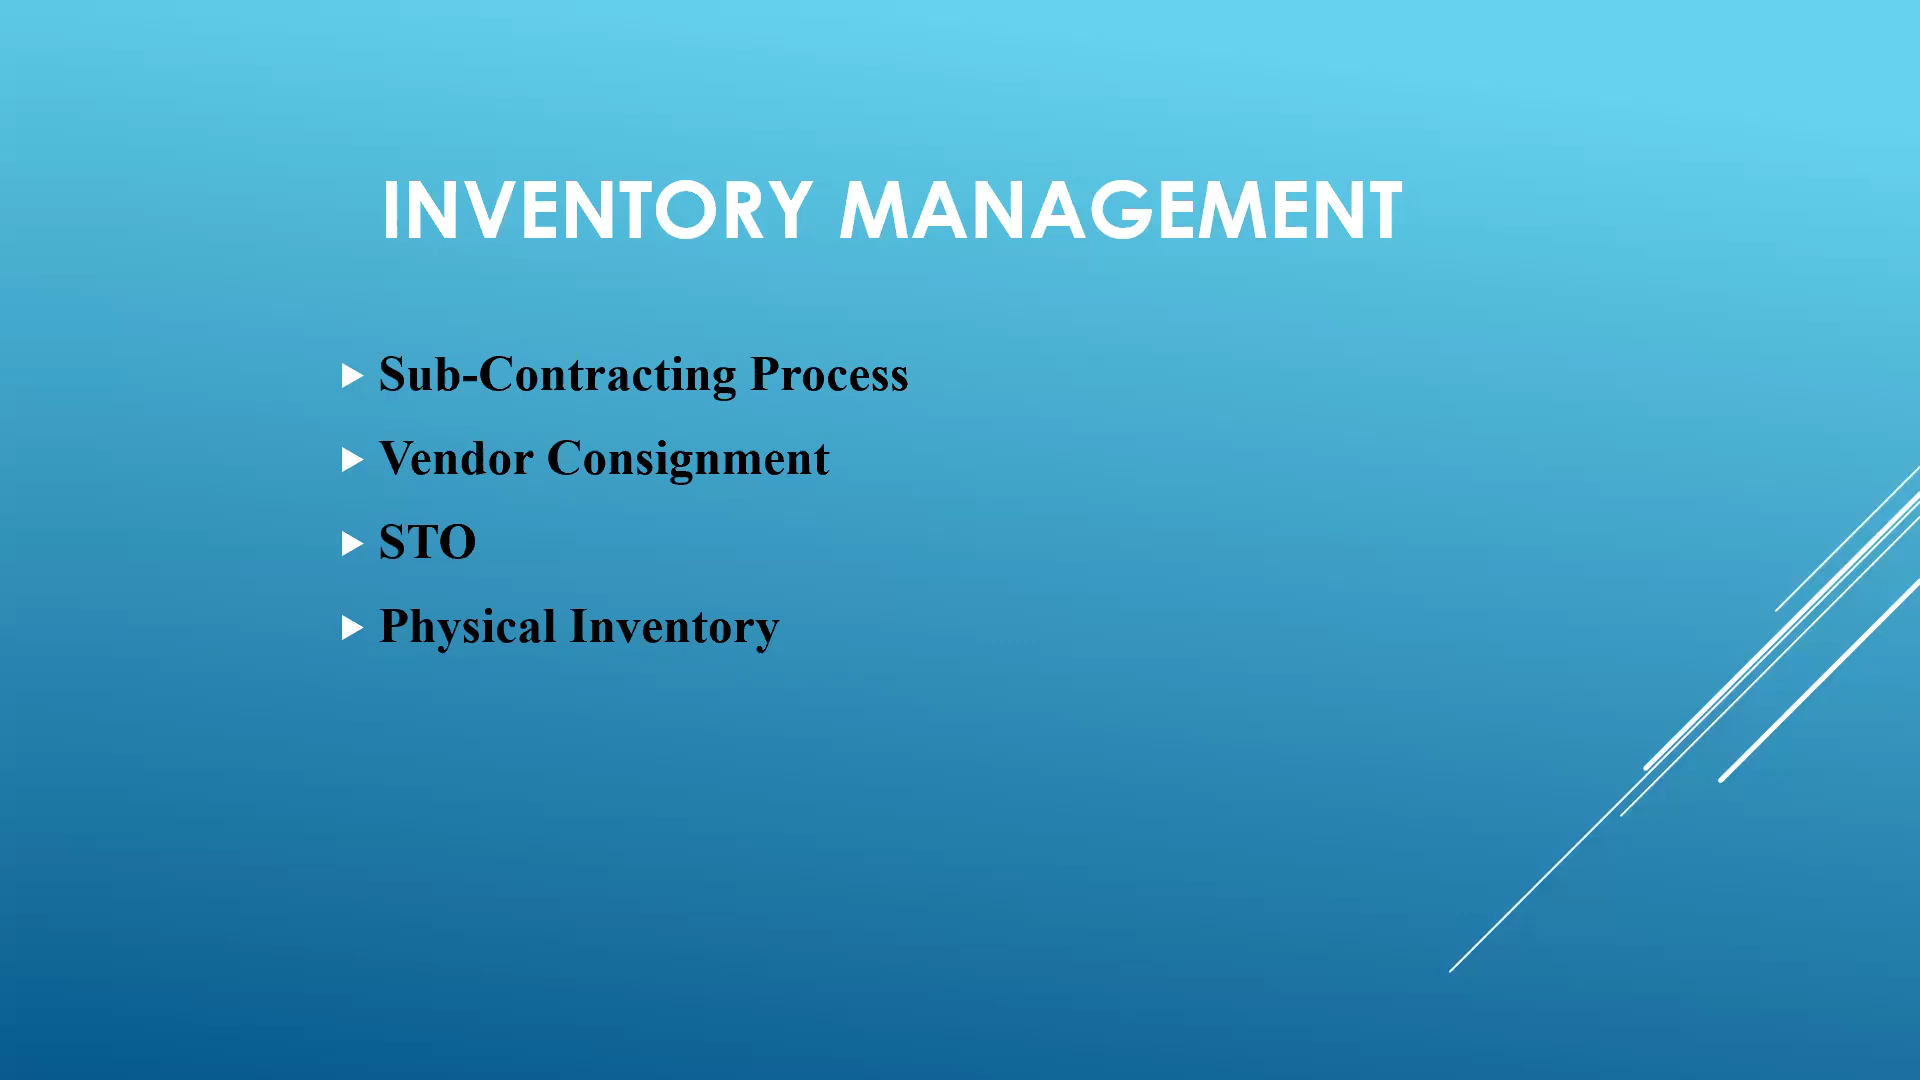 INVENTORY MANAGEMENT
Sub-Contracting Process
Vendor Consignment
STO
Physical Inventory